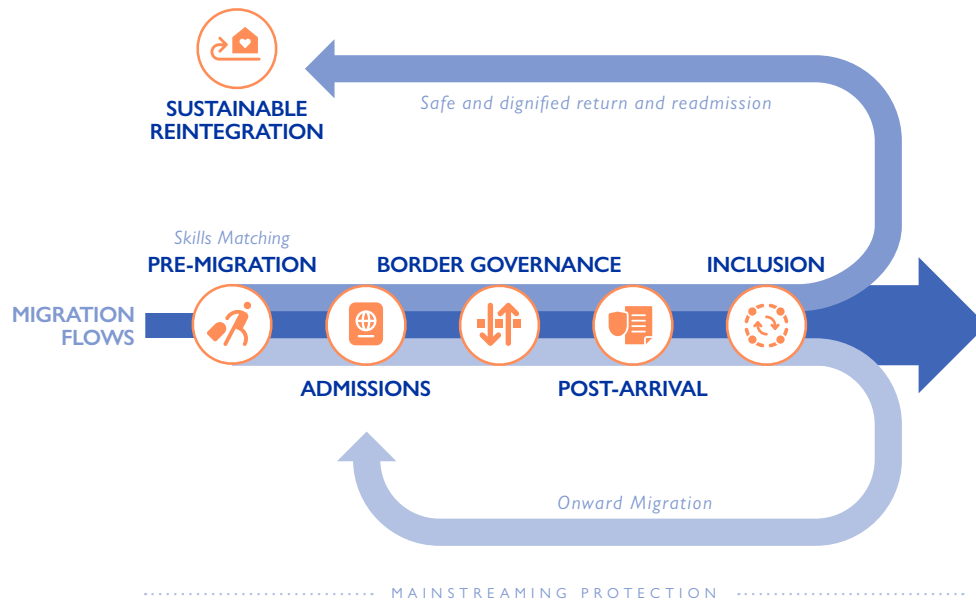 SUSTAINABLE
REINTEGRATION
Safe and dignified return and readmission
Skills Matching
PRE-MIGRATION
BORDER GOVERNANCE
INCLUSION
MIGRATION
FLOWS
ADMISSIONS
POST-ARRIVAL
Onward Migration
MAINSTREAMING PROTECTION